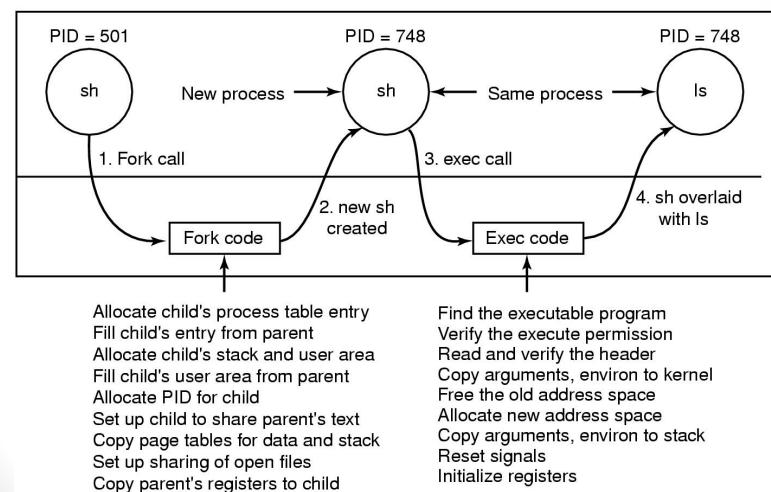 PID = 501
PID = 748
PID = 748
sh
New process
sh
Same process
ls
1. Fork call
3. exec call
2. new sh
created
4. sh overlaid
with ls
Fork code
Exec code
Allocate child's process table entry
Fill child's entry from parent
Allocate child's stack and user area
Fill child's user area from parent
Allocate PID for child
Set up child to share parent's text
Copy page tables for data and stack
Set up sharing of open files
Copy parent's registers to child
Find the executable program
Verify the execute permission
Read and verify the header
Copy arguments, environ to kernel
Free the old address space
Allocate new address space
Copy arguments, environ to stack
Reset signals
Initialize registers